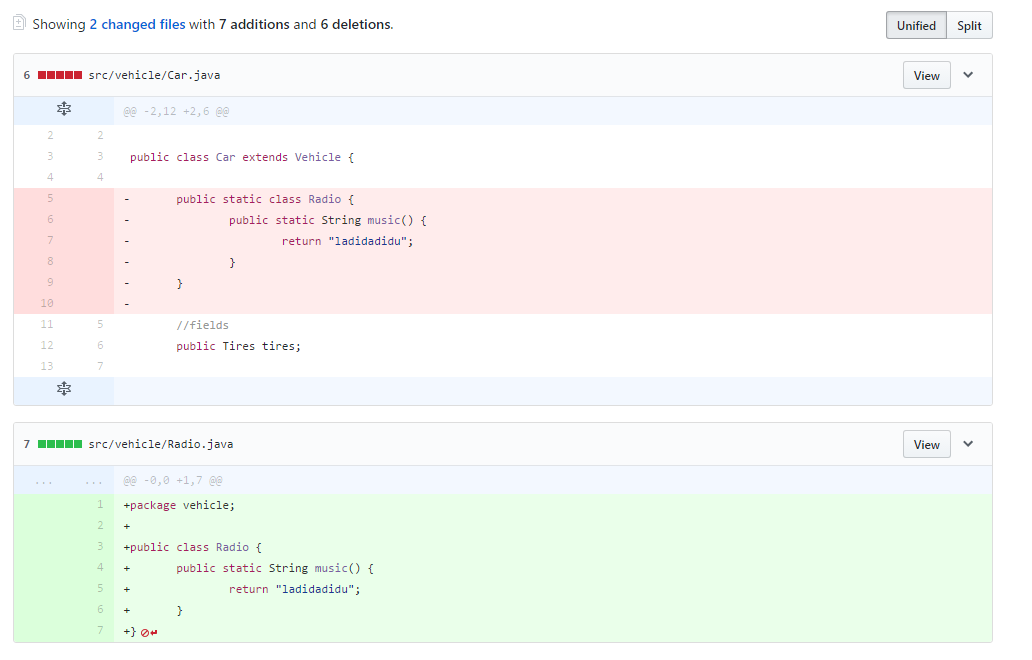 Showing 2 changed files with 7 additions and 6 deletions.
Unified Split
6 src/vehicle/Car.java View
@@ -2,12 +2,6 @@
2 2
3 3 public class Car extends Vehicle {
4 4
5 - public static class Radio {
6 - public static String music() {
7 - return "ladidadidu";
8 - }
9 - }
10 -
11 5 //fields
12 6 public Tires tires;
13 7
7 src/vehicle/Radio.java View
... ... @@ -0,0 +1,7 @@
1 +package vehicle;
2 +
3 +public class Radio {
4 + public static String music() {
5 + return "ladidadidu";
6 + }
7 +}